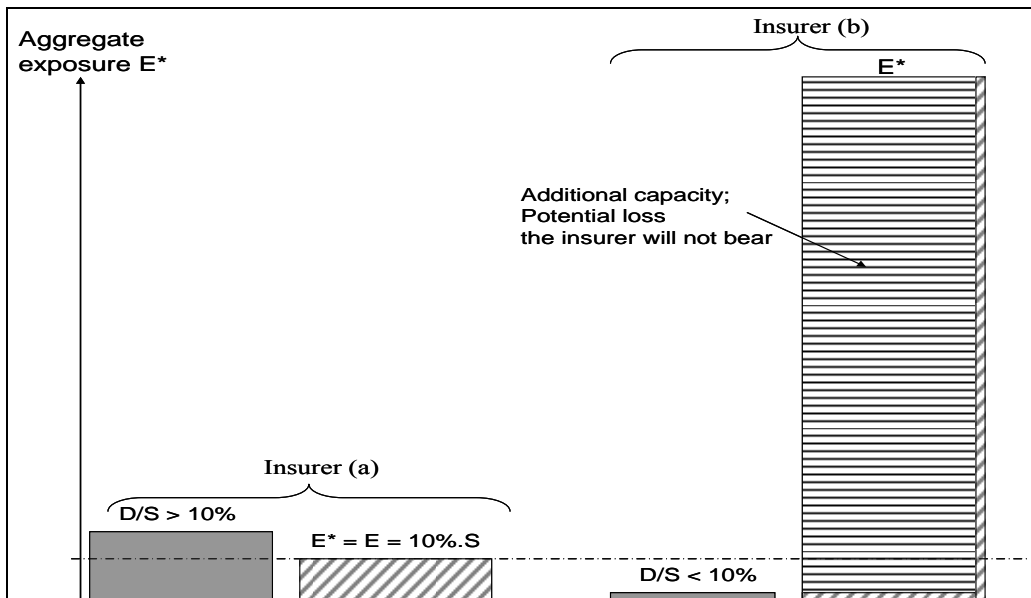 Insurer (b)
Aggregate
exposure E*
E*
Additional capacity;
Potential loss
the insurer will not bear
Insurer (a)
D/S > 10%
E* = E = 10%.S
D/S < 10%